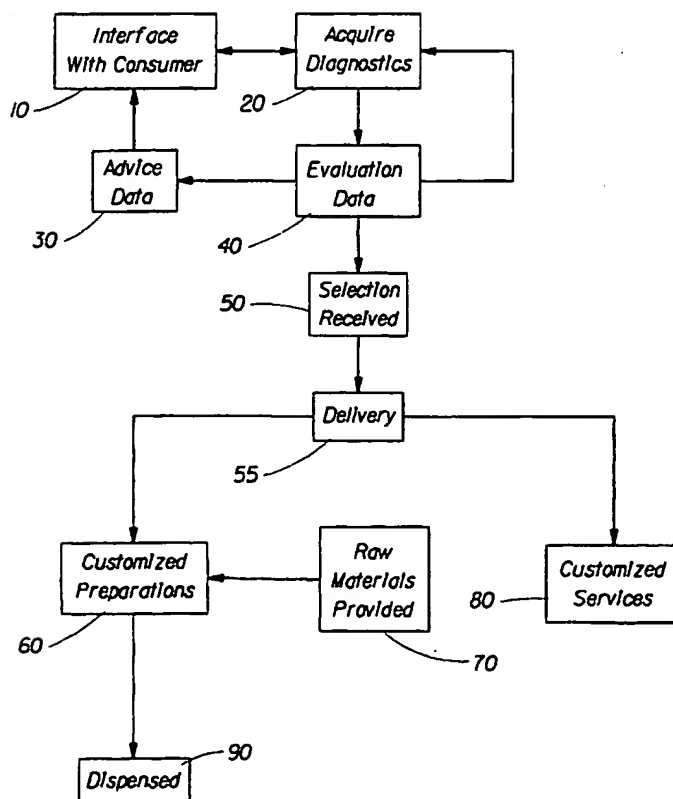 Interface
With Consumer
Acquire
Diagnostics
10
20
Advice
Data
Evaluation
Data
30
40
50
Selection
Received
Delivery
55
Customized
Preparations
Raw
Materials
Provided
Customized
Services
80
60
70
90
Dispensed